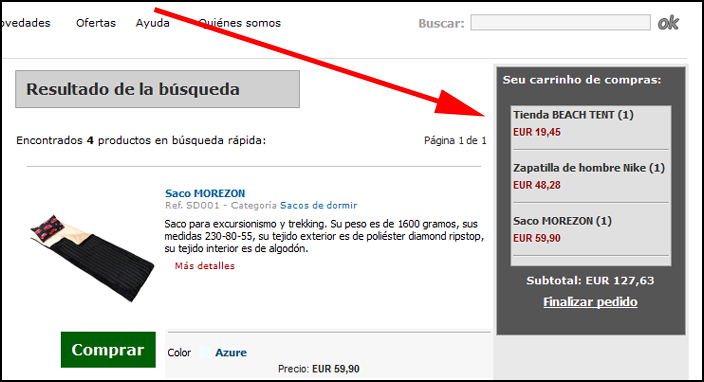 ovedades Ofertas Ayuda Quiénes somos
Buscar: ok
Resultado de la búsqueda
Encontrados 4 productos en búsqueda rápida: Página 1 de 1
Saco MOREZON
Ref. SD001 - Categoría Sacos de dormir
Saco para excursionismo y trekking. Su peso es de 1600 gramos, sus
medidas 230-80-55, su tejido exterior es de poliéster diamond ripstop,
su tejido interior es de algodón.
Más detalles
Comprar
Color Azure
Precio: EUR 59,90
Seu carrinho de compras:
Tienda BEACH TENT (1)
EUR 19,45
Zapatilla de hombre Nike (1)
EUR 48,28
Saco MOREZON (1)
EUR 59,90
Subtotal: EUR 127,63
Finalizar pedido